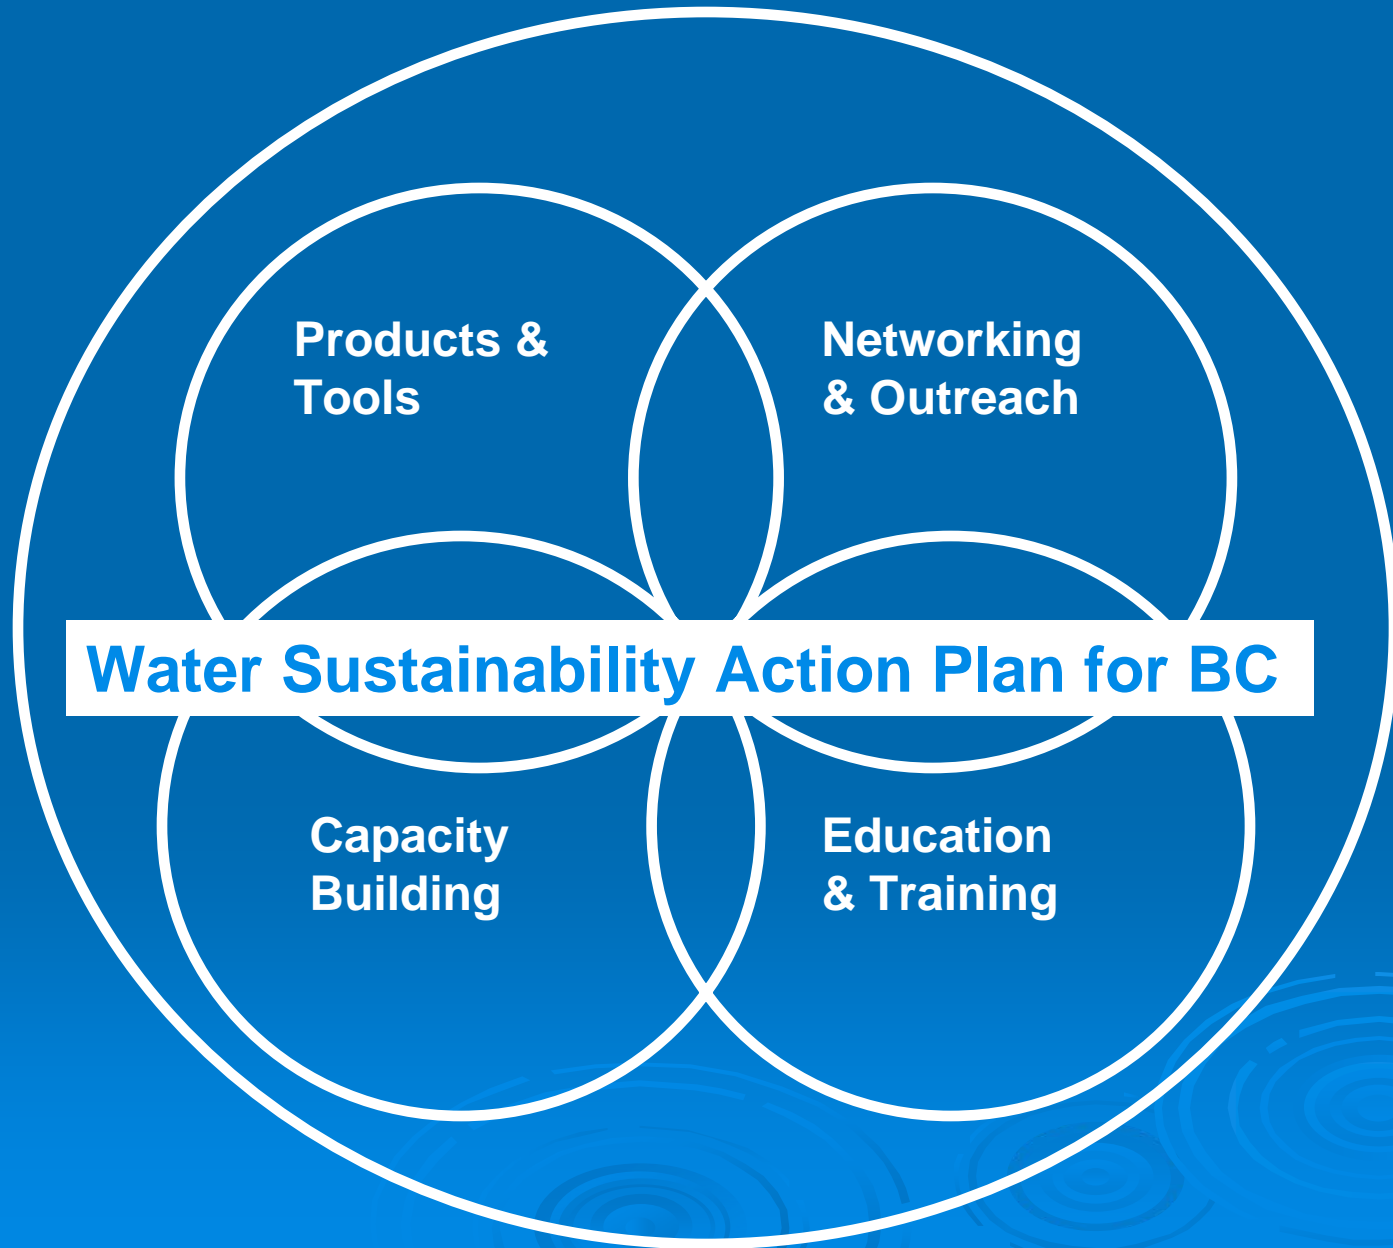 Products &
Tools
Networking
& Outreach
Water Sustainability Action Plan for BC
Capacity
Building
Education
& Training